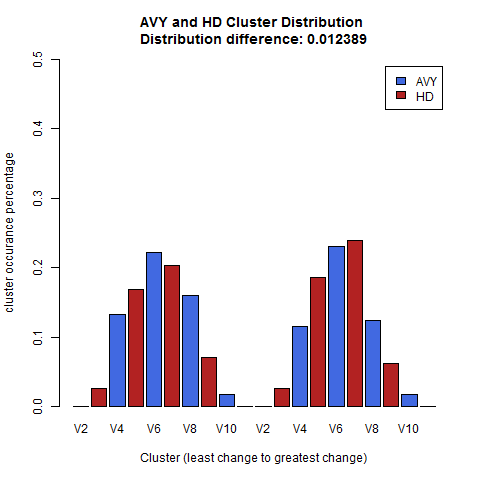 AVY and HD Cluster Distribution
Distribution difference: 0.012389
AVY
HD
cluster occurance percentage
0.5
0.4
0.3
0.2
0.1
0.0
V2 V4 V6 V8 V10 V2 V4 V6 V8 V10
Cluster (least change to greatest change)